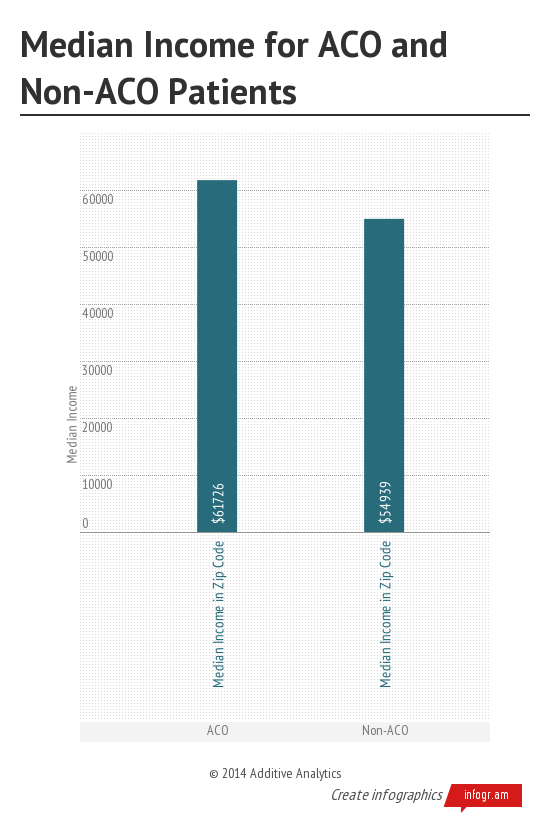 Median Income for ACO and
Non-ACO Patients
60000
50000
40000
30000
20000
10000
0
Median Income
$61726
$54939
Median Income in Zip Code
Median Income in Zip Code
ACO
Non-ACO
© 2014 Additive Analytics
Create infographics
infogr.am